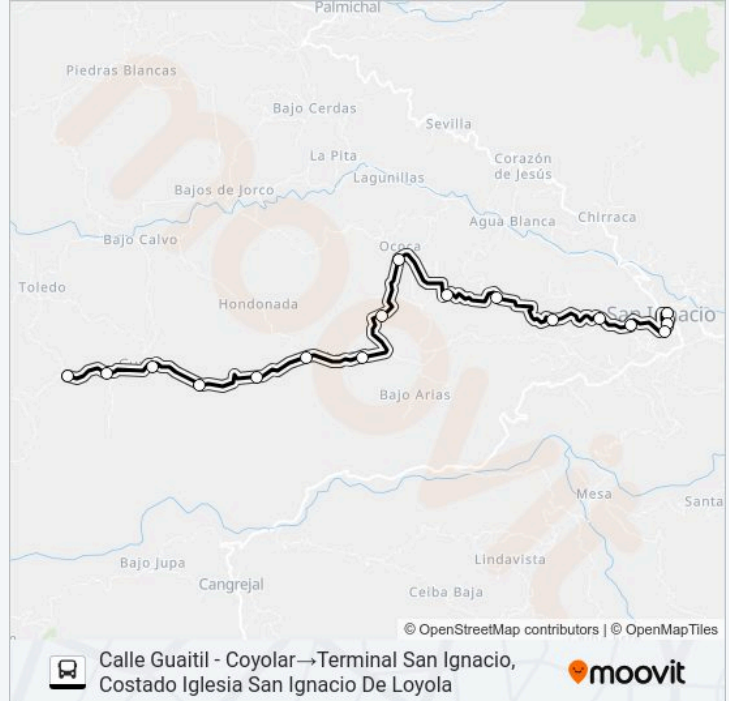 Palmichal
Piedras Blancas
Bajo Cerdas
Sevilla
La Pita
Corazón
de Jesús
Lagunillas
Bajos de Jorco
Agua Blanca
Chirraca
Bajo Calvo
Ococa
Toledo
Hondonada
San Ignacio
Bajo Arias
Mesa
Santa
Lindavista
Bajo Jupa
Cangrejal
Ceiba Baja
moovit
© OpenStreetMap contributors | © OpenMapTiles
Calle Guaitil - Coyolar→Terminal San Ignacio,
Costado Iglesia San Ignacio De Loyola
moovit